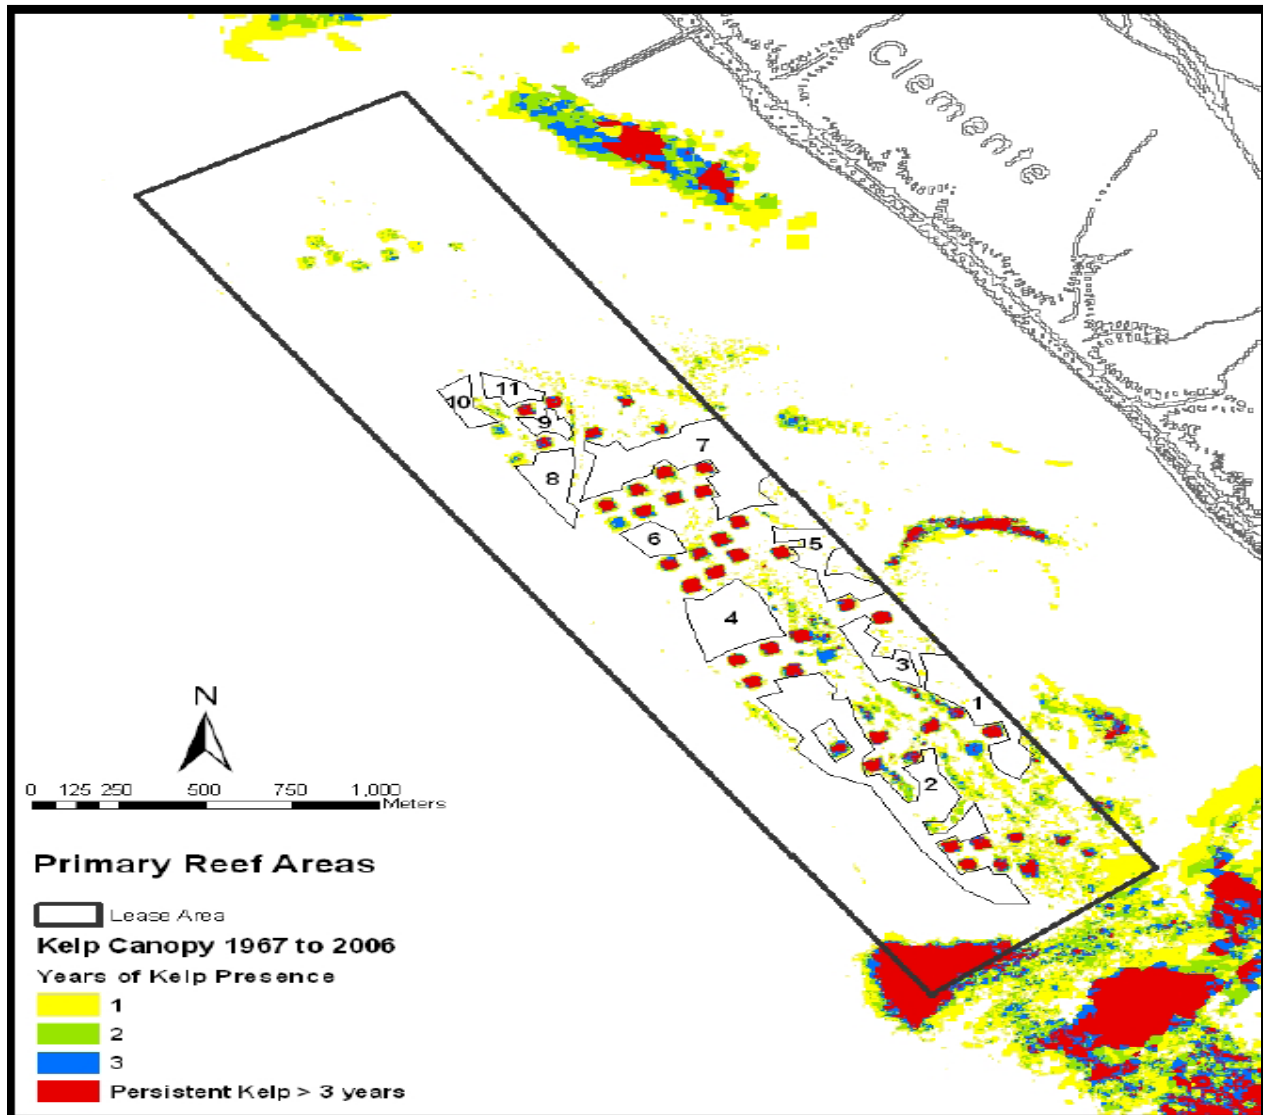 Clemente
11
10
9
7
8
5
6
4
3
1
2
N
0 125 250 500 750 1,000
Meters
Primary Reef Areas
Lease Area
Kelp Canopy 1967 to 2006
Years of Kelp Presence
1
2
3
Persistent Kelp > 3 years